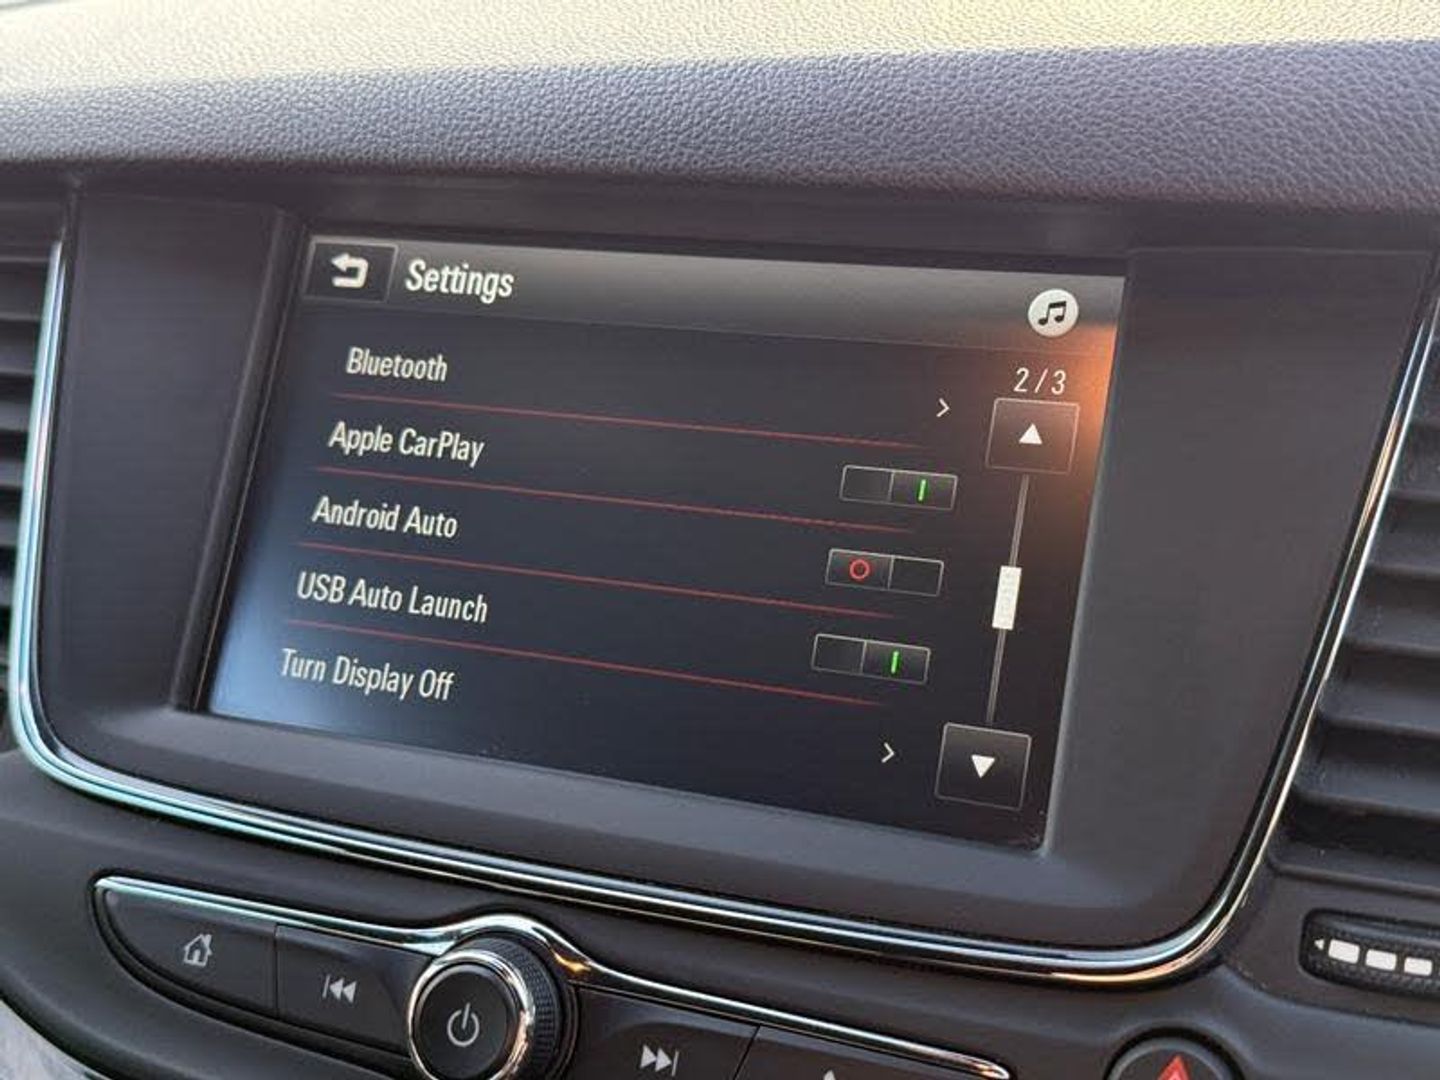 Settings
Bluetooth
2/3
Apple CarPlay
Android Auto
USB Auto Launch
Turn Display Off